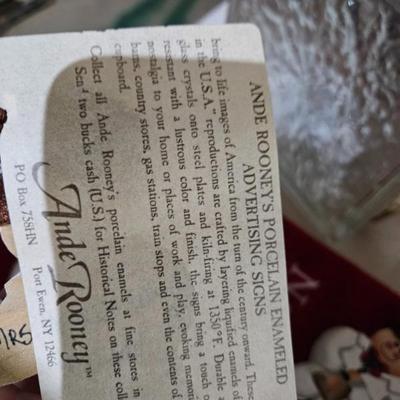 ANDE ROONEY'S PORCELAIN ENAMELED
ADVERTISING SIGNS
bring to life images of America from the turn of the century onward. These
in the U.S.A." reproductions are crafted by layering liquified enamels of
glass crystals onto steel plates and kiln-firing at 1350°F. Durable a
resistant with a lustrous color and finish, the signs bring a touch o
nostalgia to your home or places of work and play, evoking memori
barns, country stores, gas stations, train stops and even the contents of
cupboard.
Collect all Ande Rooney's porcelain enamels at fine stores in
Send two bucks cash (U.S.) for Historical Notes on these coll
Ande Rooney™
PO Box 758HN Port Ewen, NY 12466